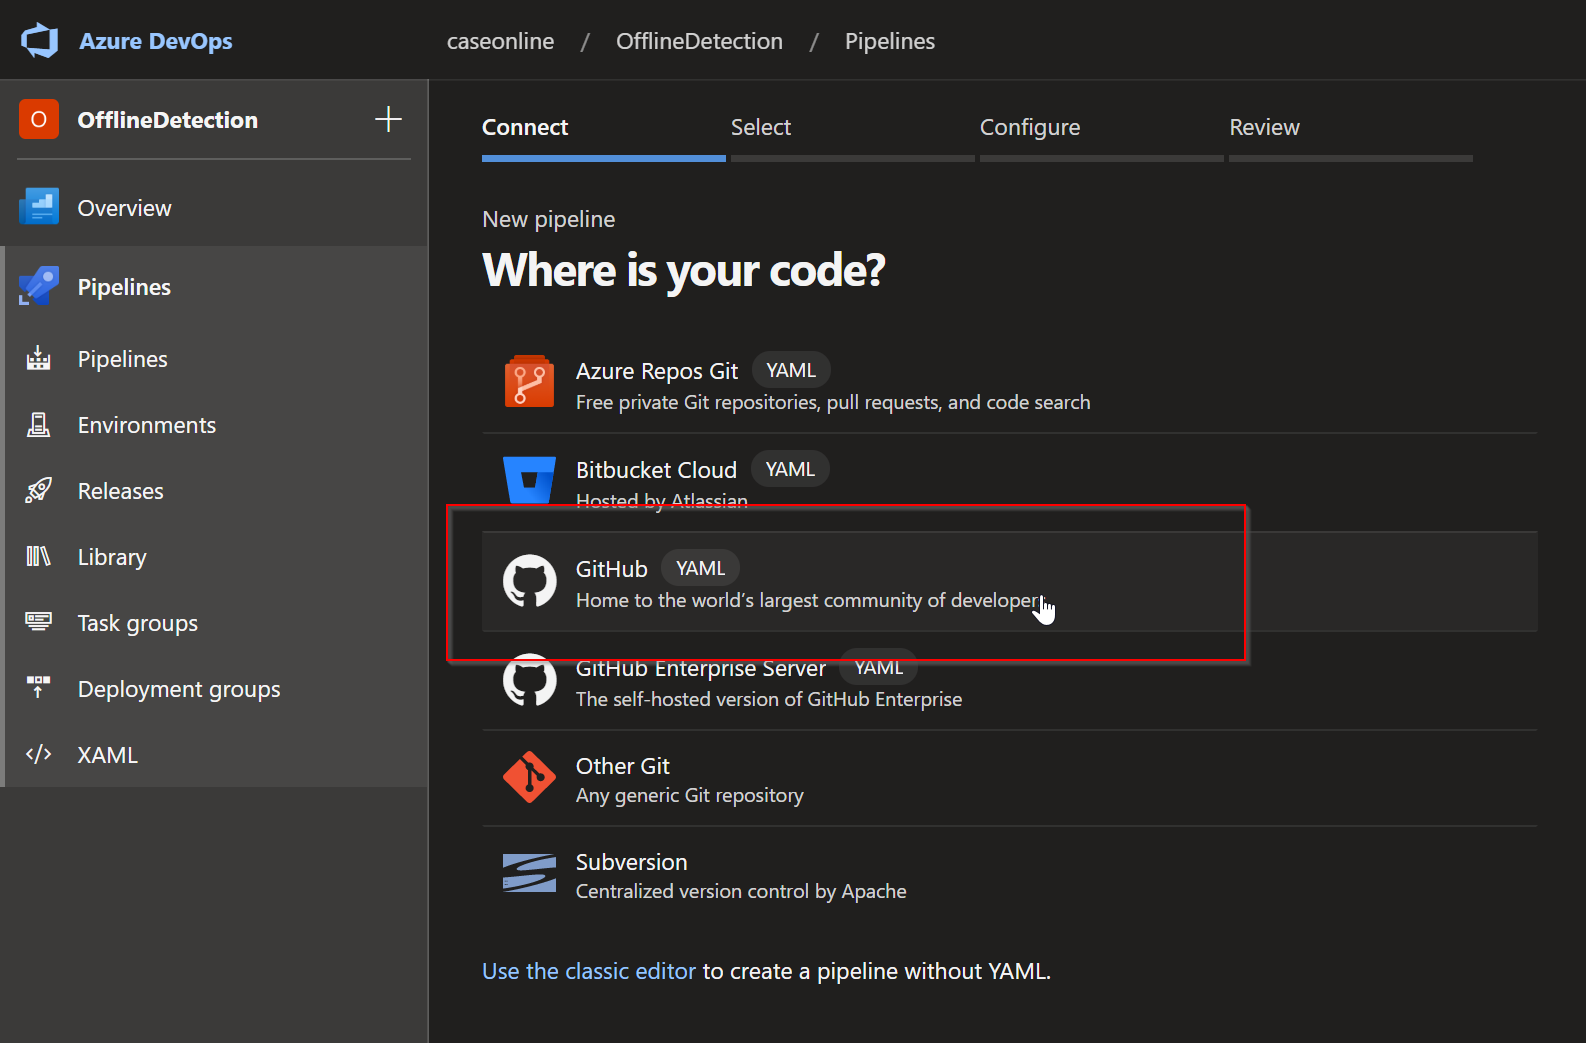 Azure DevOps
caseonline / OfflineDetection / Pipelines
O OfflineDetection
Overview
Pipelines
Pipelines
Environments
Releases
Library
Task groups
Deployment groups
XAML
Connect Select Configure Review
New pipeline
Where is your code?
Azure Repos Git YAML
Free private Git repositories, pull requests, and code search
Bitbucket Cloud YAML
Hosted by Atlassian
GitHub YAML
Home to the world's largest community of developers
GitHub Enterprise Server YAML
The self-hosted version of GitHub Enterprise
Other Git
Any generic Git repository
Subversion
Centralized version control by Apache
Use the classic editor to create a pipeline without YAML.